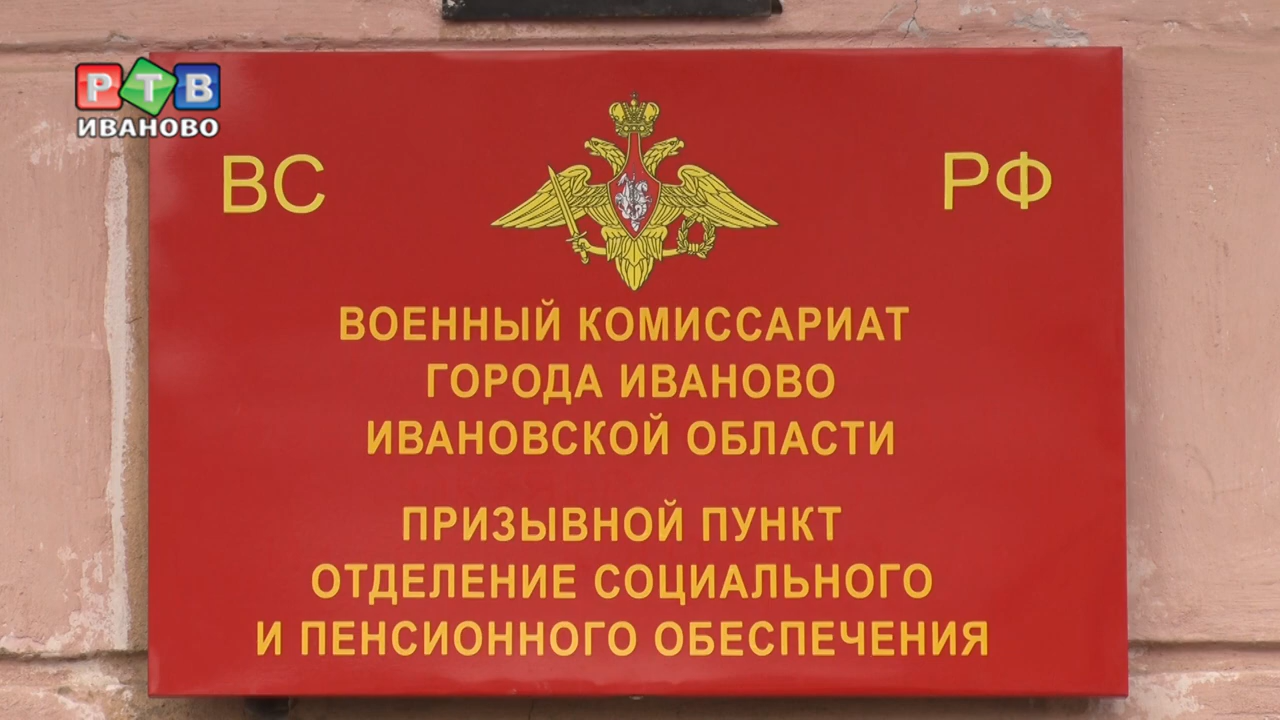 РТВ
ИВАНОВО
ВС РФ
ВОЕННЫЙ КОМИССАРИАТ
ГОРОДА ИВАНОВО
ИВАНОВСКОЙ ОБЛАСТИ
ПРИЗЫВНОЙ ПУНКТ
ОТДЕЛЕНИЕ СОЦИАЛЬНОГО
И ПЕНСИОННОГО ОБЕСПЕЧЕНИЯ